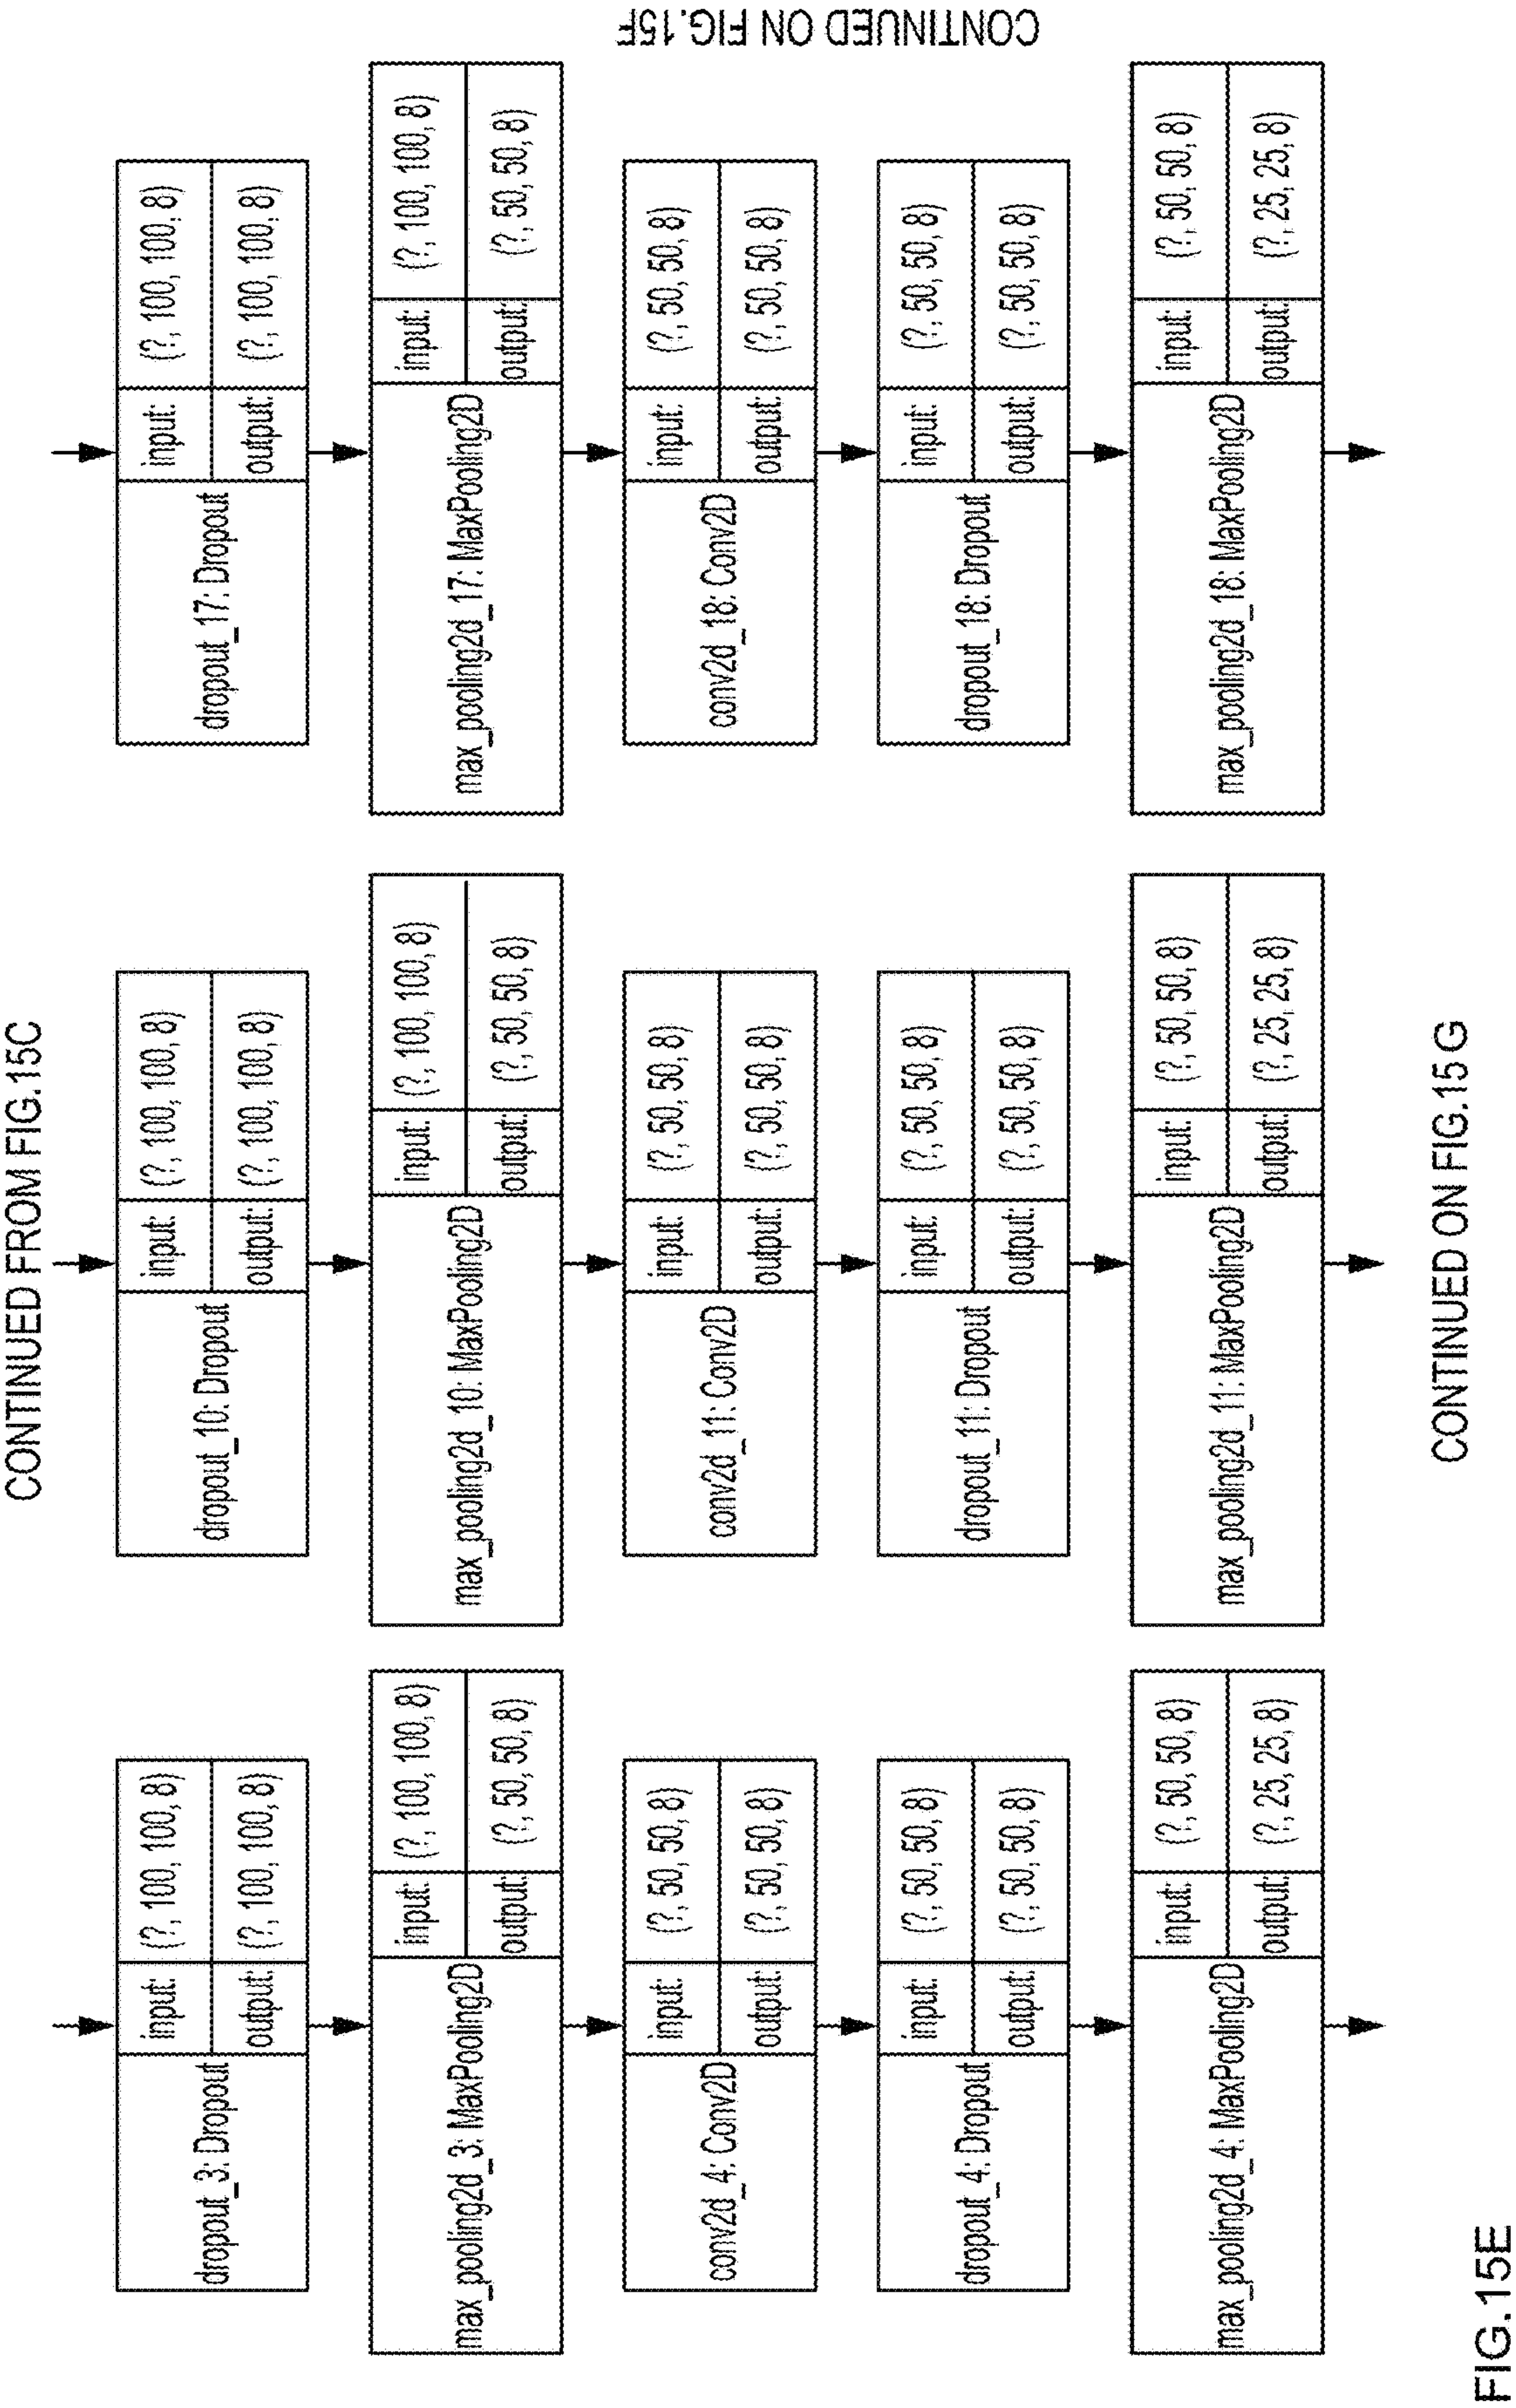 CONTINUED FROM FIG.15C
dropout_3: Dropout
input:
(?, 100, 100, 8)
output:
(?, 100, 100, 8)
max_pooling2d_3: MaxPooling2D
input:
(?, 100, 100, 8)
output:
(?, 50, 50, 8)
conv2d_4: Conv2D
input:
(?, 50, 50, 8)
output:
(?, 50, 50, 8)
dropout_4: Dropout
input:
(?, 50, 50, 8)
output:
(?, 50, 50, 8)
max_pooling2d_4: MaxPooling2D
input:
(?, 50, 50, 8)
output:
(?, 25, 25, 8)
dropout_10: Dropout
input:
(?, 100, 100, 8)
output:
(?, 100, 100, 8)
max_pooling2d_10: MaxPooling2D
input:
(?, 100, 100, 8)
output:
(?, 50, 50, 8)
conv2d_11: Conv2D
input:
(?, 50, 50, 8)
output:
(?, 50, 50, 8)
dropout_11: Dropout
input:
(?, 50, 50, 8)
output:
(?, 50, 50, 8)
max_pooling2d_11: MaxPooling2D
input:
(?, 50, 50, 8)
output:
(?, 25, 25, 8)
dropout_17: Dropout
input:
(?, 100, 100, 8)
output:
(?, 100, 100, 8)
max_pooling2d_17: MaxPooling2D
input:
(?, 100, 100, 8)
output:
(?, 50, 50, 8)
conv2d_18: Conv2D
input:
(?, 50, 50, 8)
output:
(?, 50, 50, 8)
dropout_18: Dropout
input:
(?, 50, 50, 8)
output:
(?, 50, 50, 8)
max_pooling2d_18: MaxPooling2D
input:
(?, 50, 50, 8)
output:
(?, 25, 25, 8)
CONTINUED ON FIG.15F
CONTINUED ON FIG.15 G
FIG.15E